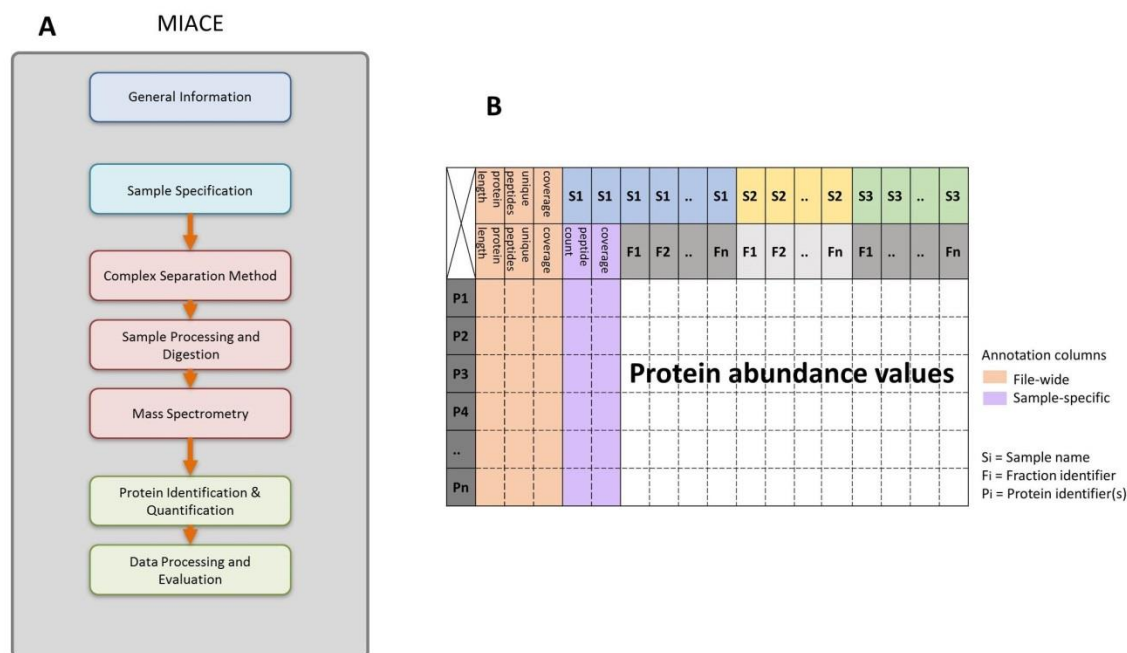 A
MIACE
General Information
Sample Specification
Complex Separation Method
Sample Processing and
Digestion
Mass Spectrometry
Protein Identification &
Quantification
Data Processing and
Evaluation
B
length
protein
peptides
unique
coverage
S1 S1 S1 S1 .. S1 S2 S2 .. S2 S3 S3 .. S3
length
protein
peptides
unique
coverage
count
peptide
coverage
F1 F2 .. Fn F1 F2 .. Fn F1 .. .. Fn
P1
P2
P3
P4
..
Pn
Protein abundance values
Annotation columns
File-wide
Sample-specific
Si = Sample name
Fi = Fraction identifier
Pi = Protein identifier(s)